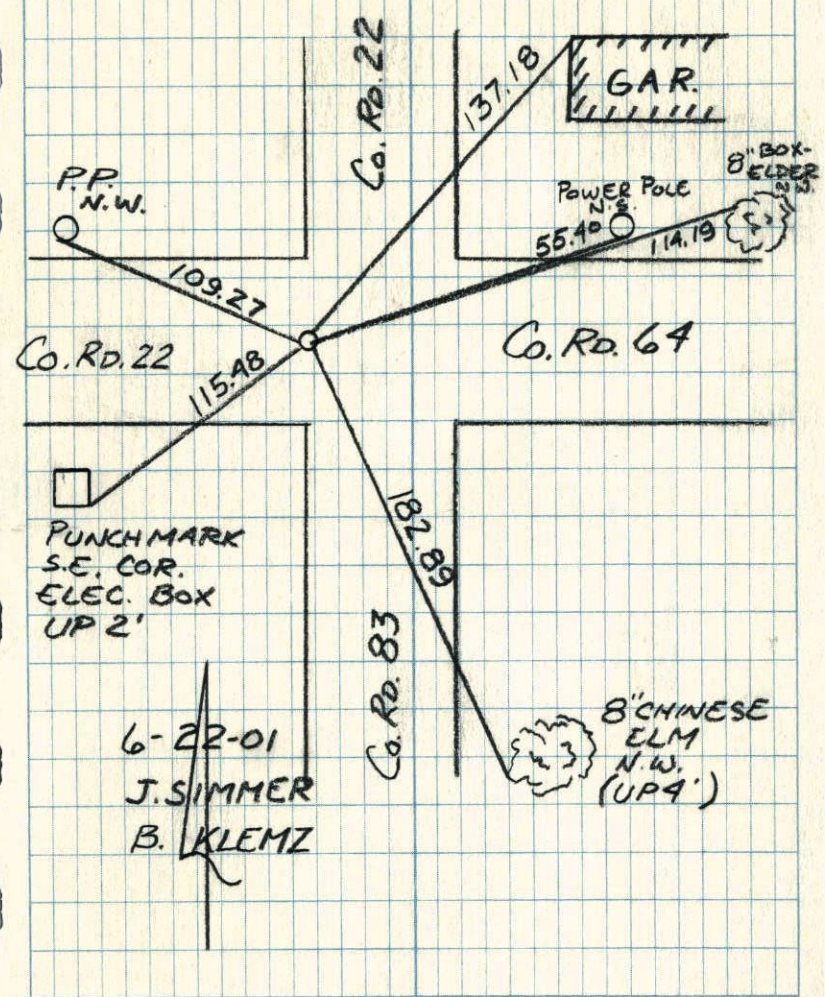 Co. RD. 22
137.18
GAR.
8" BOX-
ELDER
P.P.
N.W.
POWER POLE
N.S.
55.40
114.19
109.27
Co. RD. 22
Co. RD. 64
115.48
PUNCHMARK
S.E. COR.
ELEC. BOX
UP 2'
182.89
Co. RD. 83
8" CHINESE
ELM
N.W.
(UP 4')
6-22-01
J. SIMMER
B. KLEMZ